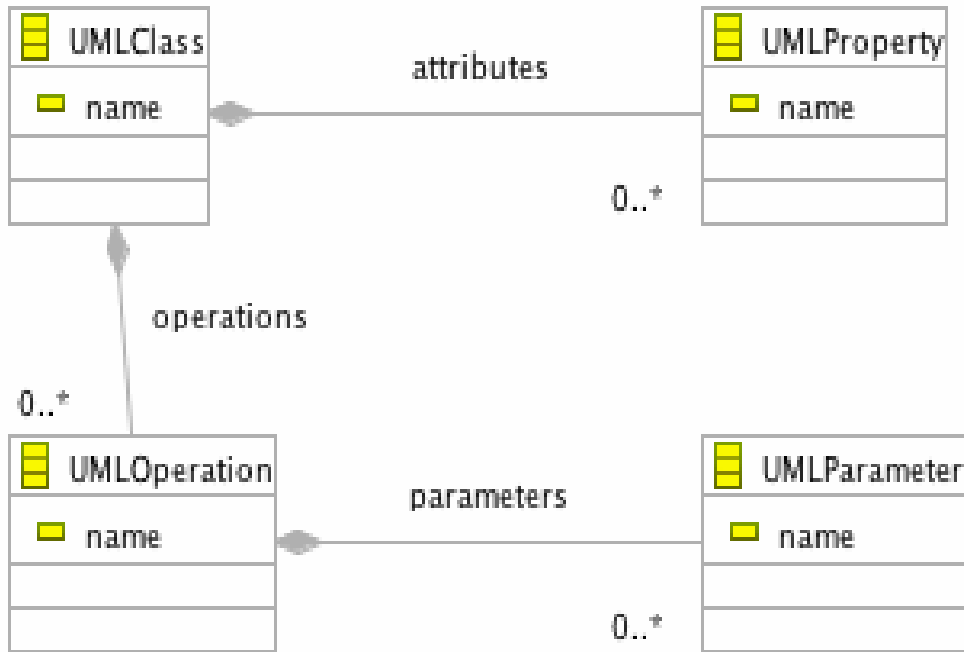 UMLClass
name
attributes
UMLProperty
name
0..*
operations
0..*
UMLOperation
name
parameters
UMLParameter
name
0..*